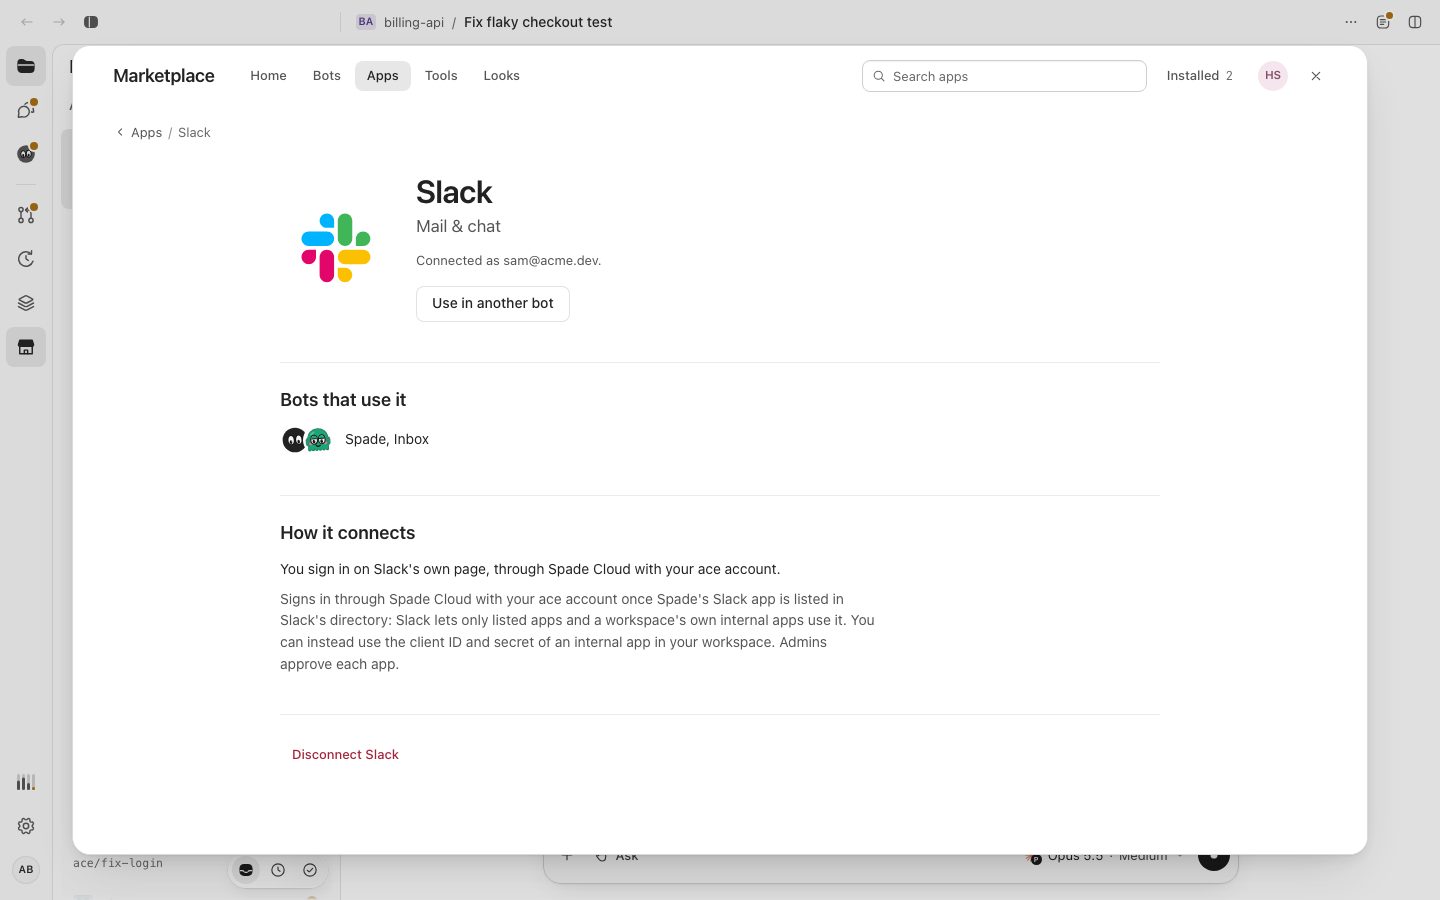 BA billing-api / Fix flaky checkout test
Marketplace Home Bots Apps Tools Looks Search apps Installed 2 HS
Apps / Slack
Slack
Mail & chat
Connected as sam@acme.dev.
Use in another bot
Bots that use it
Spade, Inbox
How it connects
You sign in on Slack's own page, through Spade Cloud with your ace account.
Signs in through Spade Cloud with your ace account once Spade's Slack app is listed in
Slack's directory: Slack lets only listed apps and a workspace's own internal apps use it. You
can instead use the client ID and secret of an internal app in your workspace. Admins
approve each app.
Disconnect Slack
AB
ace/fix-login
Ask Opus 5.5 · Medium